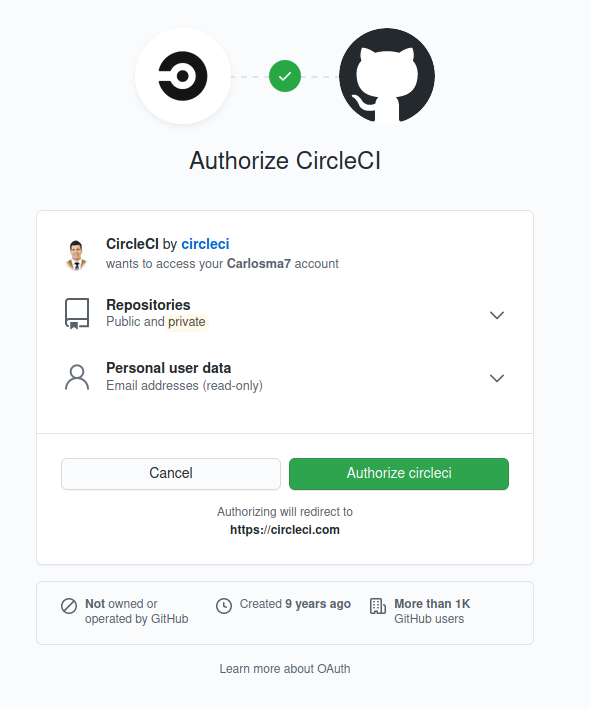 Authorize CircleCI
CircleCI by circleci
wants to access your Carlosma7 account
Repositories
Public and private
Personal user data
Email addresses (read-only)
Cancel
Authorize circleci
Authorizing will redirect to
https://circleci.com
Not owned or
operated by GitHub
Created 9 years ago
More than 1K
GitHub users
Learn more about OAuth